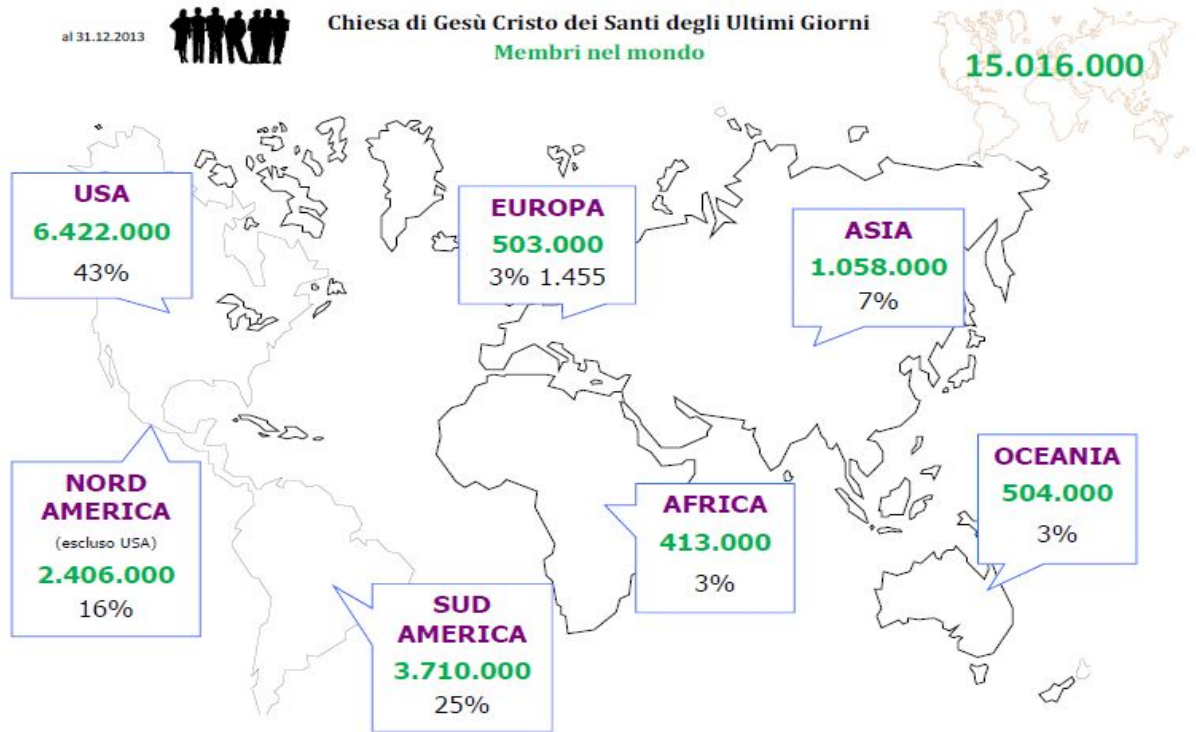 al 31.12.2013
Chiesa di Gesù Cristo dei Santi degli Ultimi Giorni
Membri nel mondo
15.016.000
USA
6.422.000
43%
EUROPA
503.000
3% 1.455
ASIA
1.058.000
7%
NORD
AMERICA
(escluso USA)
2.406.000
16%
SUD
AMERICA
3.710.000
25%
AFRICA
413.000
3%
OCEANIA
504.000
3%